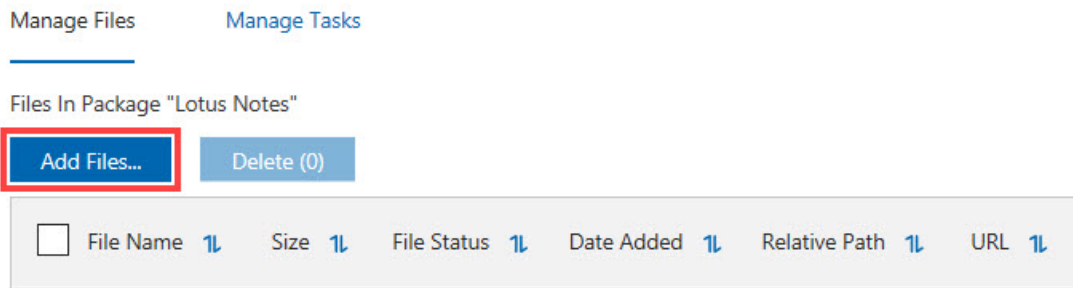 Manage Files Manage Tasks
Files In Package "Lotus Notes"
Add Files... Delete (0)
File Name Size File Status Date Added Relative Path URL